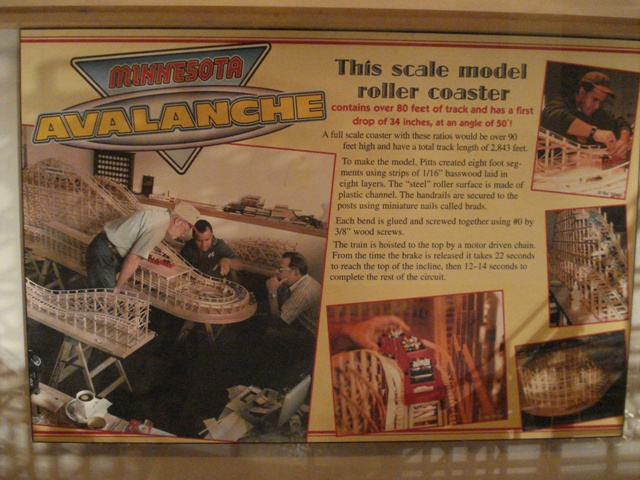 MINNESOTA
AVALANCHE
This scale model
roller coaster
contains over 80 feet of track and has a first
drop of 34 inches, at an angle of 50°!
A full scale coaster with these ratios would be over 90
feet high and have a total track length of 2,843 feet.
To make the model, Pitts created eight foot seg-
ments using strips of 1/16" basswood laid in
eight layers. The "steel" roller surface is made of
plastic channel. The handrails are secured to the
posts using miniature nails called brads.
Each bend is glued and screwed together using #0 by
3/8" wood screws.
The train is hoisted to the top by a motor driven chain.
From the time the brake is released it takes 22 seconds
to reach the top of the incline, then 12-14 seconds to
complete the rest of the circuit.